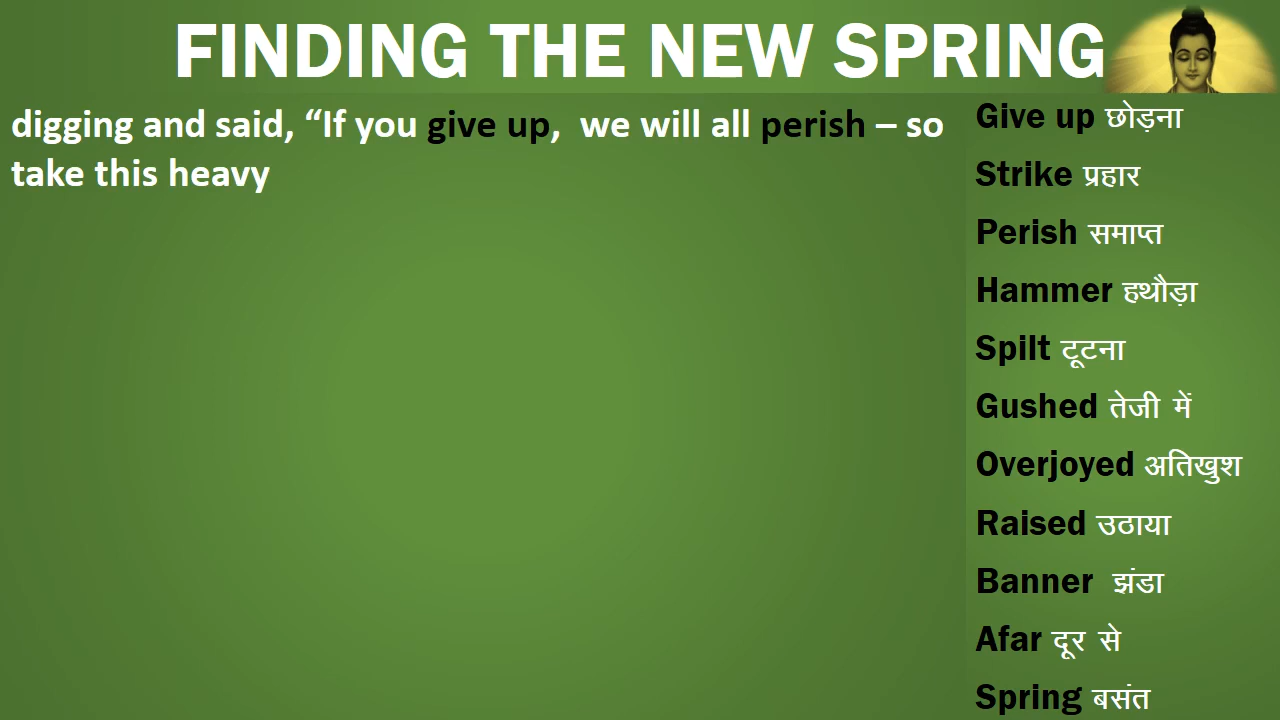 FINDING THE NEW SPRING
digging and said, “If you give up,  we will all perish – so
take this heavy
Give up छोड़ना
Strike प्रहार
Perish समाप्त
Hammer हथौड़ा
Spilt टूटना
Gushed तेजी में
Overjoyed अतिखुश
Raised उठाया
Banner  झंडा
Afar दूर से
Spring बसंत